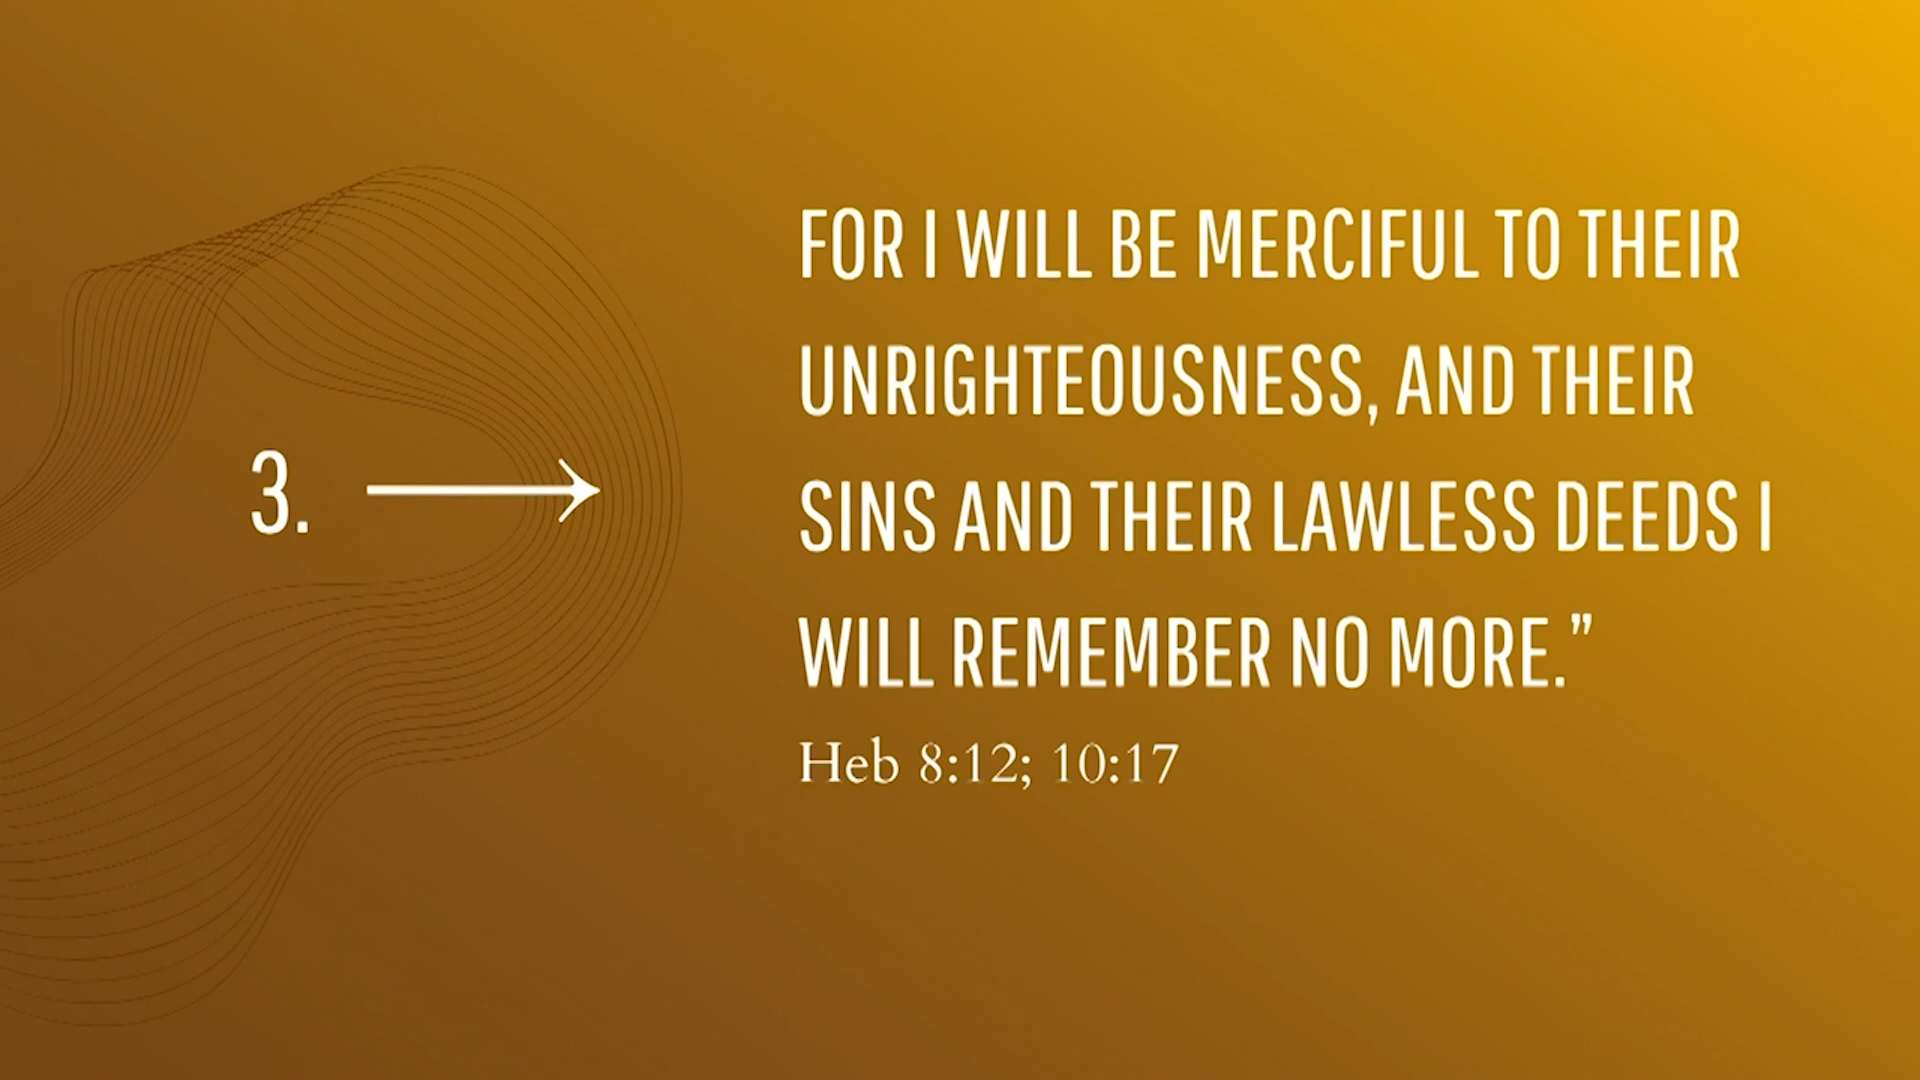 3.
FOR I WILL BE MERCIFUL TO THEIR
UNRIGHTEOUSNESS, AND THEIR
SINS AND THEIR LAWLESS DEEDS I
WILL REMEMBER NO MORE.”
Heb 8:12; 10:17